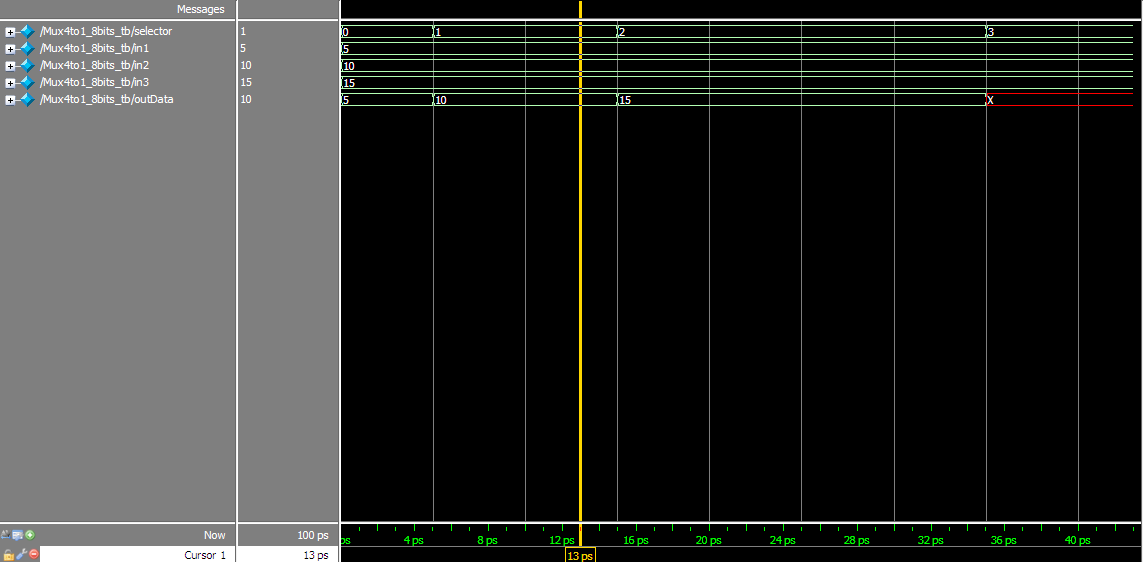 Messages
/Mux4to1_8bits_tb/selector 1 0 1 2 3
/Mux4to1_8bits_tb/in1 5 5
/Mux4to1_8bits_tb/in2 10 10
/Mux4to1_8bits_tb/in3 15 15
/Mux4to1_8bits_tb/outData 10 5 10 15 X
Now 100 ps ps 4 ps 8 ps 12 ps 16 ps 20 ps 24 ps 28 ps 32 ps 36 ps 40 ps
Cursor 1 13 ps 13 ps